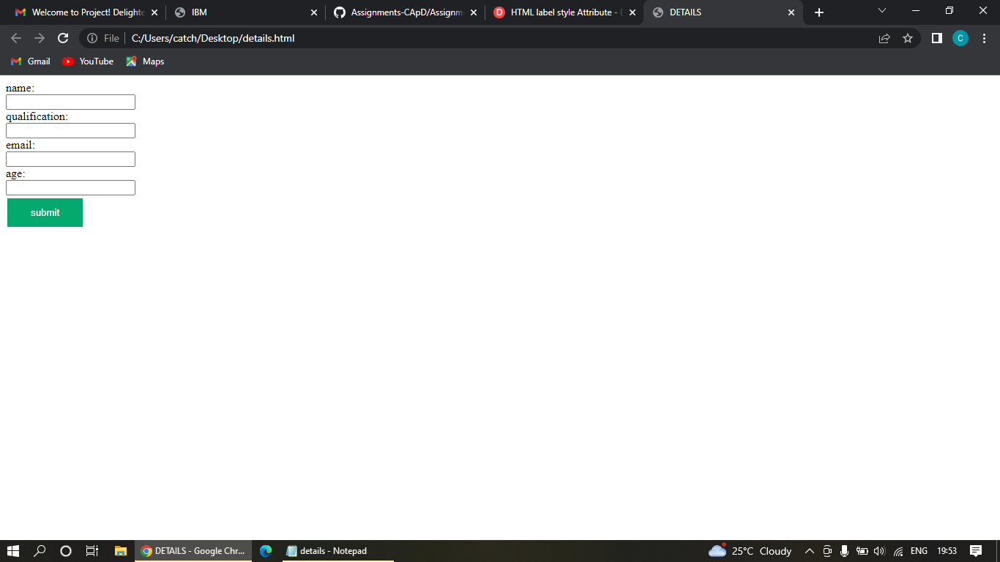 Welcome to Project! Delighte
IBM
Assignments-CApD/Assignm
D HTML label style Attribute - D
DETAILS
File C:/Users/catch/Desktop/details.html
C
Gmail YouTube Maps
name:
qualification:
email:
age:
submit
DETAILS - Google Chr...
details - Notepad
25°C Cloudy
ENG
19:53